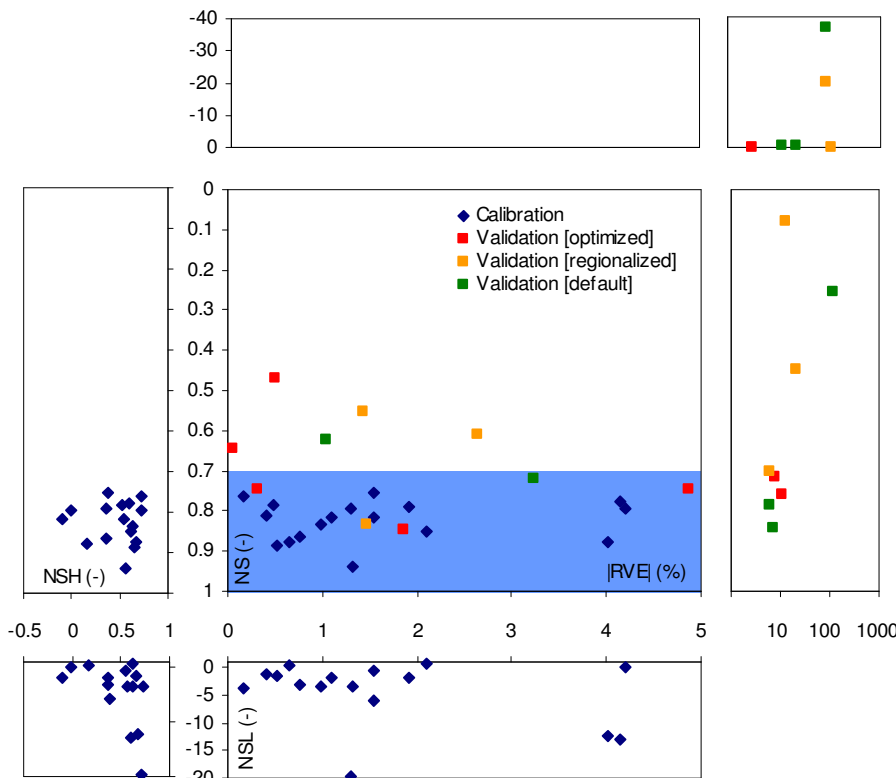 -40
-30
-20
-10
0
0
0.1
0.2
0.3
0.4
0.5
0.6
0.7
0.8
0.9
1
Calibration
Validation [optimized]
Validation [regionalized]
Validation [default]
NSH (-)
NS (-)
|RVE| (%)
-0.5 0 0.5 1
0 1 2 3 4 5
10 100 1000
0
-5
-10
-15
-20
NSL (-)